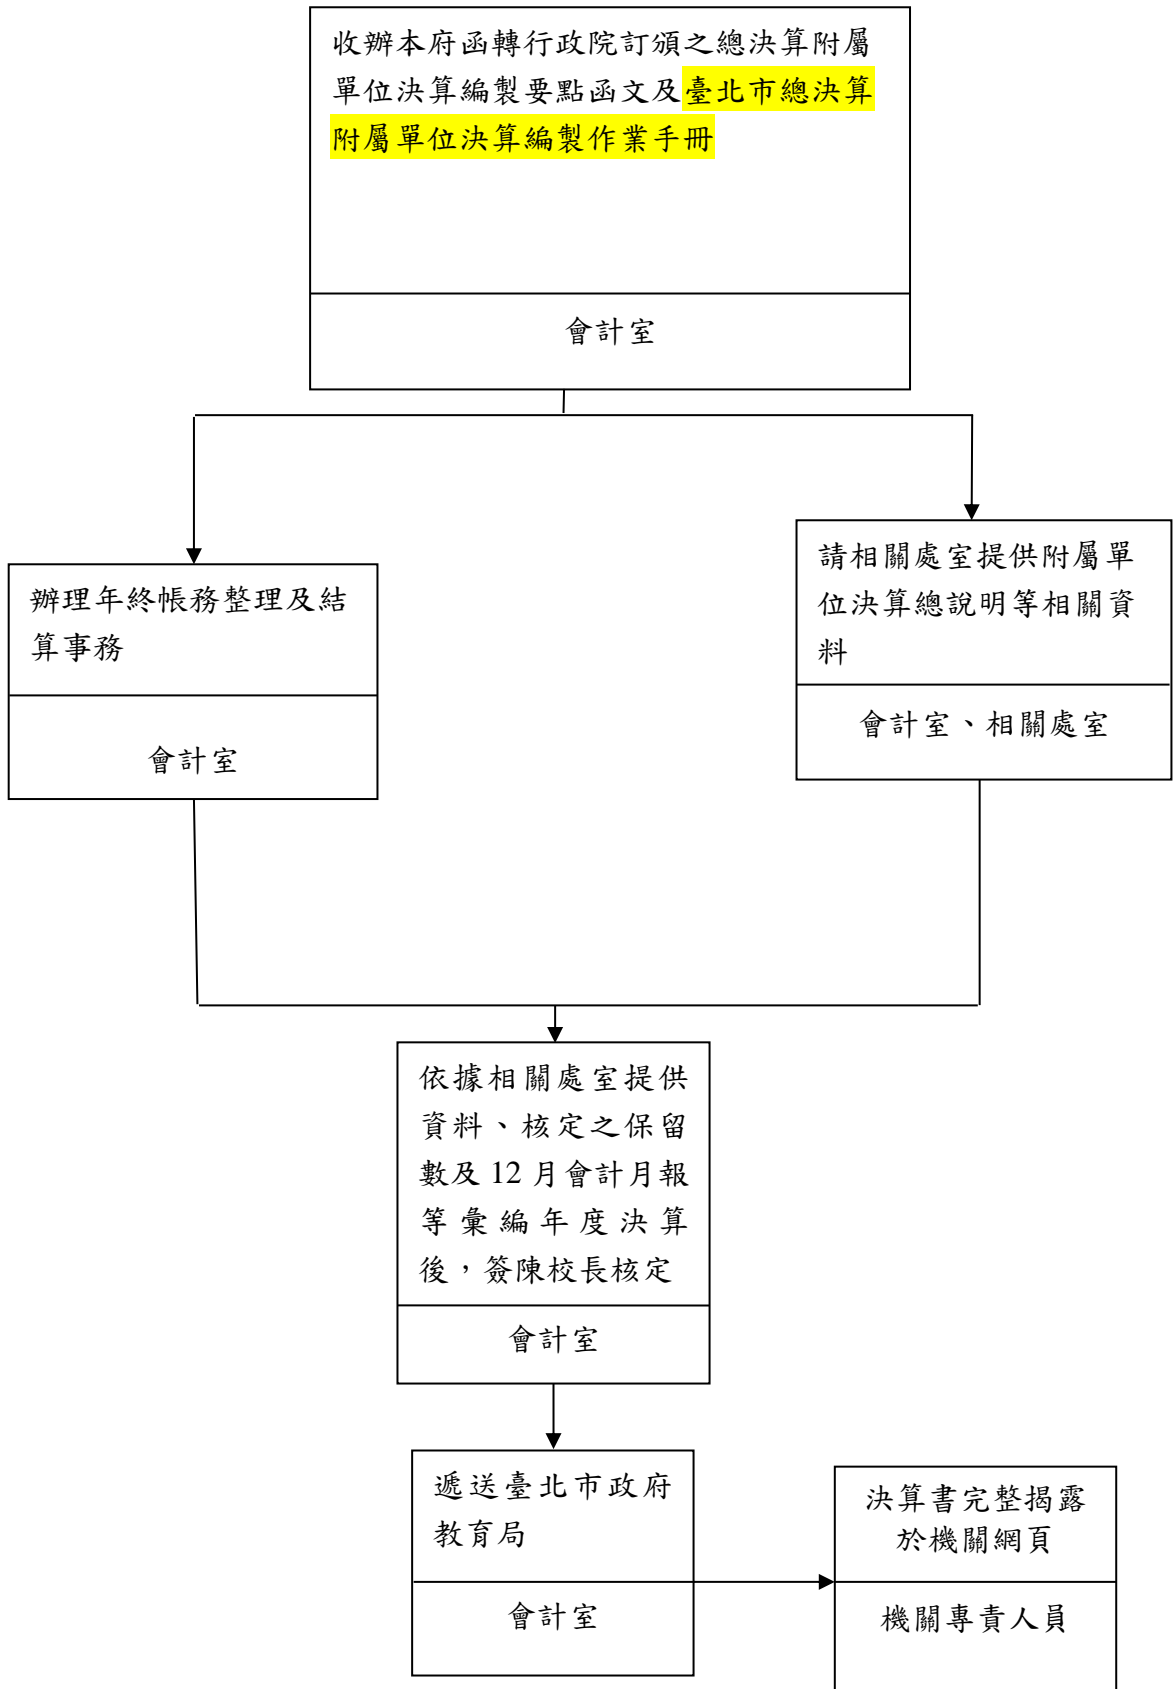 收辦本府函轉行政院訂頒之總決算附屬
單位決算編製要點函文及臺北市總決算
附屬單位決算編製作業手冊
會計室
請相關處室提供附屬單
位決算總說明等相關資
料
會計室、相關處室
辦理年終帳務整理及結
算事務
會計室
依據相關處室提供
資料、核定之保留
數及12月會計月報
等彙編年度決算
後，簽陳校長核定
會計室
遞送臺北市政府
教育局
會計室
決算書完整揭露
於機關網頁
機關專責人員